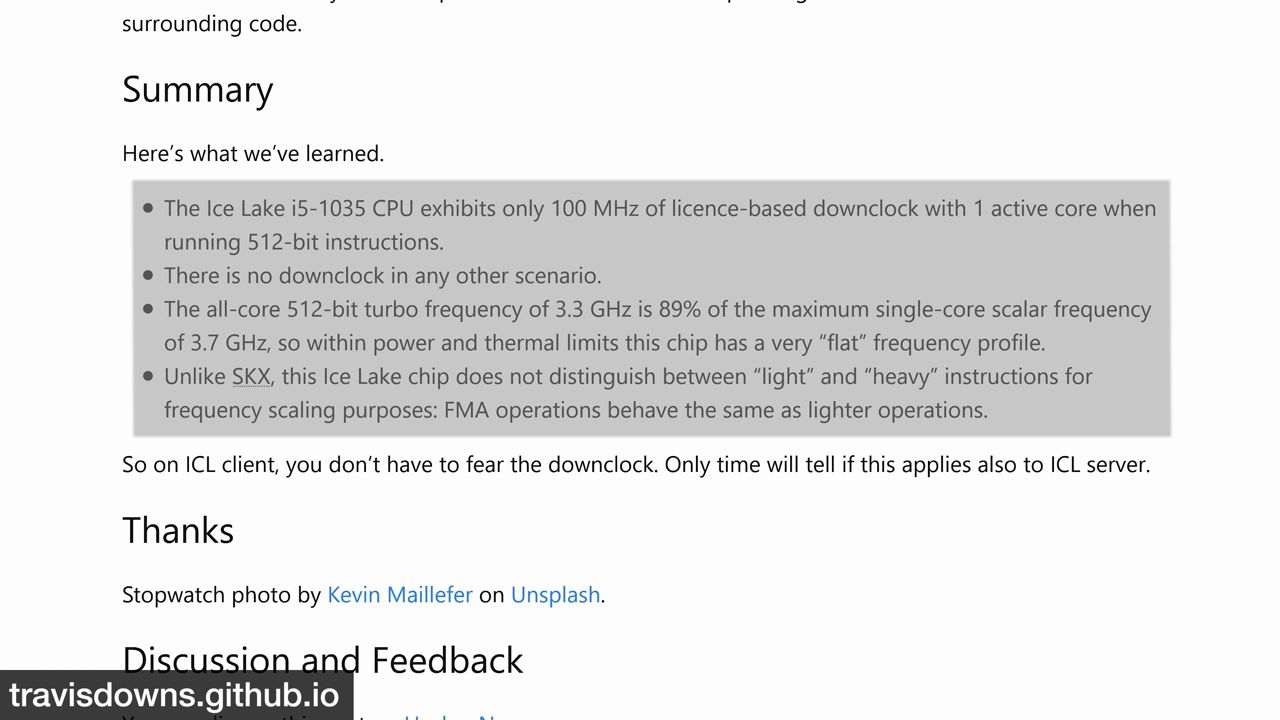 surrounding code.
Summary
Here’s what we’ve learned.
• The Ice Lake i5-1035 CPU exhibits only 100 MHz of licence-based downclock with 1 active core when
running 512-bit instructions.
• There is no downclock in any other scenario.
• The all-core 512-bit turbo frequency of 3.3 GHz is 89% of the maximum single-core scalar frequency
of 3.7 GHz, so within power and thermal limits this chip has a very “flat” frequency profile.
• Unlike SKX, this Ice Lake chip does not distinguish between “light” and “heavy” instructions for
frequency scaling purposes: FMA operations behave the same as lighter operations.
So on ICL client, you don’t have to fear the downclock. Only time will tell if this applies also to ICL server.
Thanks
Stopwatch photo by Kevin Maillefer on Unsplash.
Discussion and Feedback
travisdowns.github.io